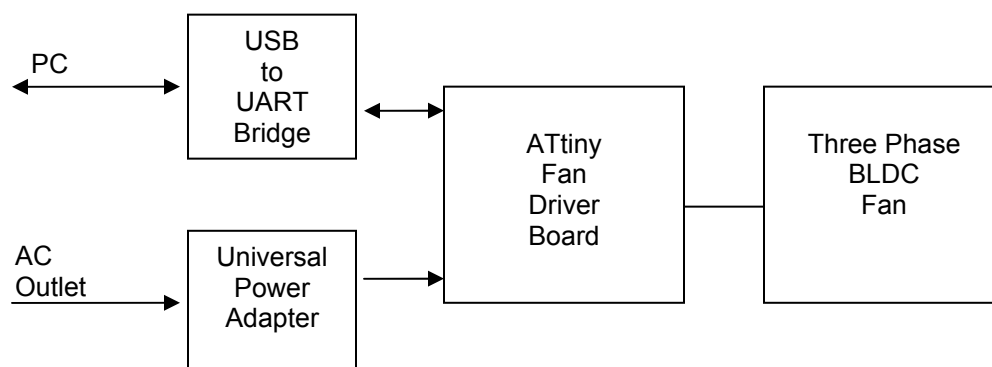 PC
USB
to
UART
Bridge
AC
Outlet
Universal
Power
Adapter
ATtiny
Fan
Driver
Board
Three Phase
BLDC
Fan